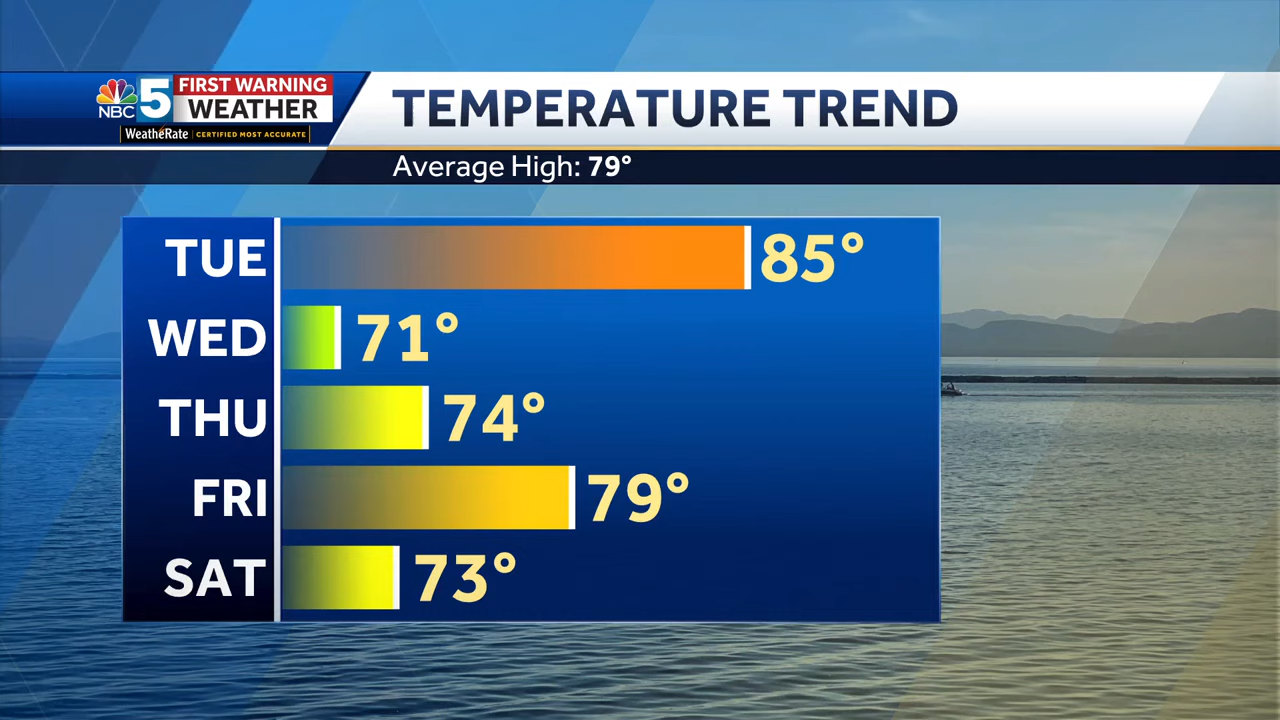 NBC 5 FIRST WARNING
WEATHER
WeatheRate CERTIFIED MOST ACCURATE
TEMPERATURE TREND
Average High: 79°
TUE 85°
WED 71°
THU 74°
FRI 79°
SAT 73°